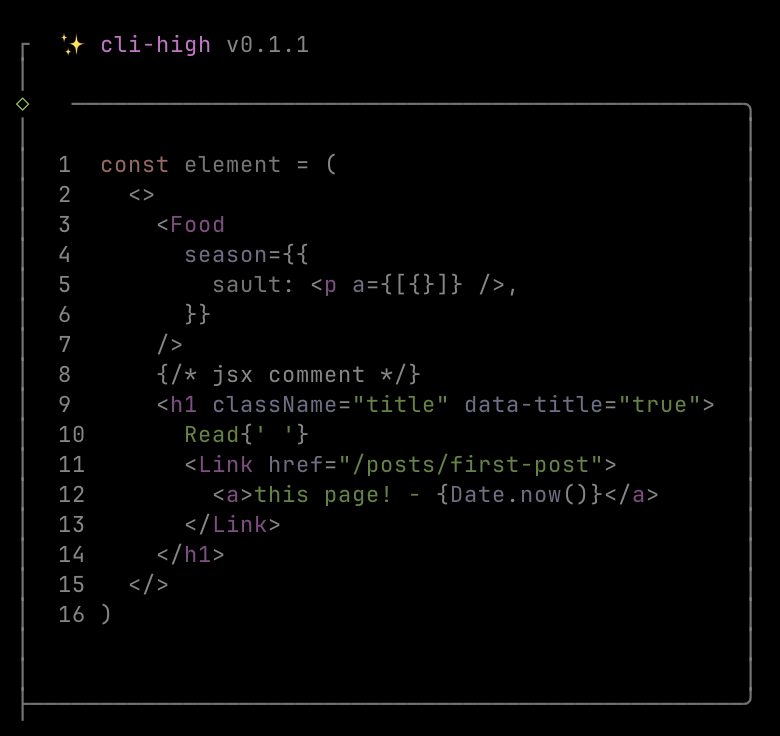 ✨ cli-high v0.1.1
1 const element = (
2   <>
3     <Food
4       season={{
5         sault: <p a={[{}]} />,
6       }}
7     />
8     {/* jsx comment */}
9     <h1 className="title" data-title="true">
10       Read{' '}
11       <Link href="/posts/first-post">
12         <a>this page! - {Date.now()}</a>
13       </Link>
14     </h1>
15   </>
16 )